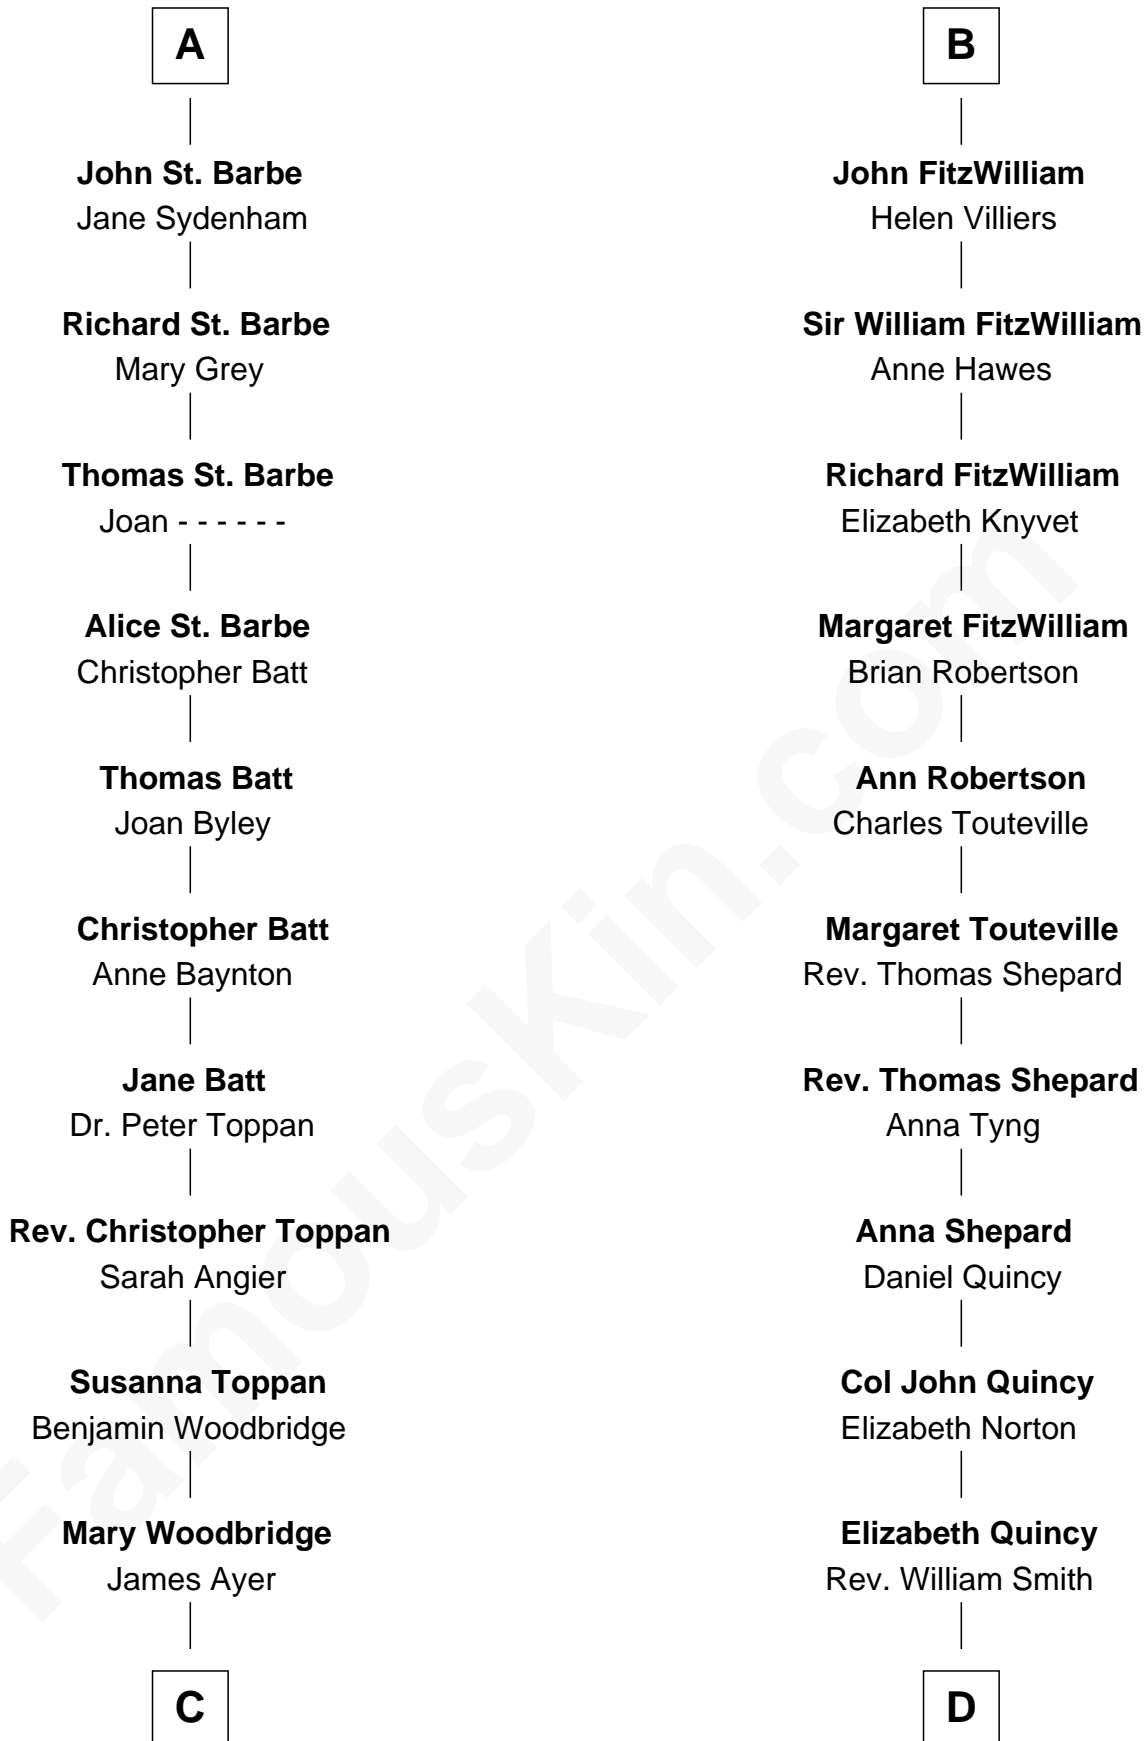 A
John St. Barbe
Jane Sydenham
Richard St. Barbe
Mary Grey
Thomas St. Barbe
Joan - - - - - -
Alice St. Barbe
Christopher Batt
Thomas Batt
Joan Byley
Christopher Batt
Anne Baynton
Jane Batt
Dr. Peter Toppan
Rev. Christopher Toppan
Sarah Angier
Susanna Toppan
Benjamin Woodbridge
Mary Woodbridge
James Ayer
C
B
John FitzWilliam
Helen Villiers
Sir William FitzWilliam
Anne Hawes
Richard FitzWilliam
Elizabeth Knyvet
Margaret FitzWilliam
Brian Robertson
Ann Robertson
Charles Touteville
Margaret Touteville
Rev. Thomas Shepard
Rev. Thomas Shepard
Anna Tyng
Anna Shepard
Daniel Quincy
Col John Quincy
Elizabeth Norton
Elizabeth Quincy
Rev. William Smith
D
FamousKin.com